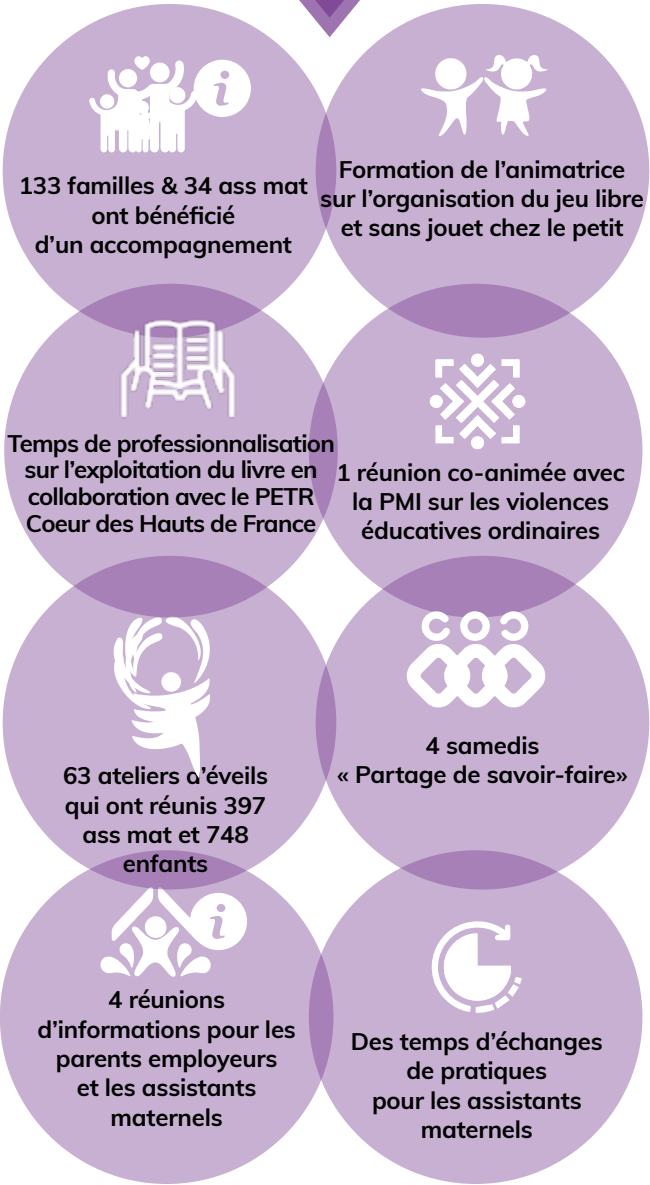 133 familles & 34 ass mat
ont bénéficié
d'un accompagnement
Formation de l'animatrice
sur l'organisation du jeu libre
et sans jouet chez le petit
Temps de professionnalisation
sur l'exploitation du livre en
collaboration avec le PETR
Coeur des Hauts de France
1 réunion co-animée avec
la PMI sur les violences
éducatives ordinaires
63 ateliers d'éveils
qui ont réunis 397
ass mat et 748
enfants
4 samedis
« Partage de savoir-faire»
4 réunions
d'informations pour les
parents employeurs
et les assistants
maternels
Des temps d'échanges
de pratiques
pour les assistants
maternels